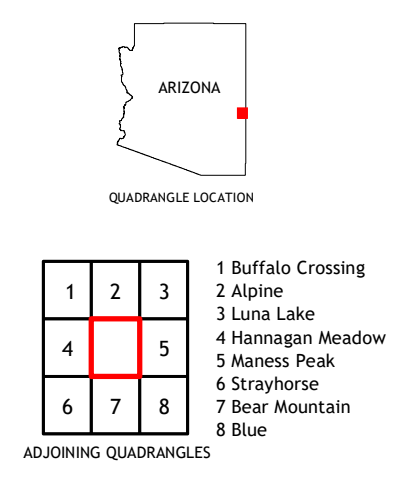 ARIZONA
QUADRANGLE LOCATION
1 2 3
4 5
6 7 8
ADJOINING QUADRANGLES
1 Buffalo Crossing
2 Alpine
3 Luna Lake
4 Hannagan Meadow
5 Maness Peak
6 Strayhorse
7 Bear Mountain
8 Blue